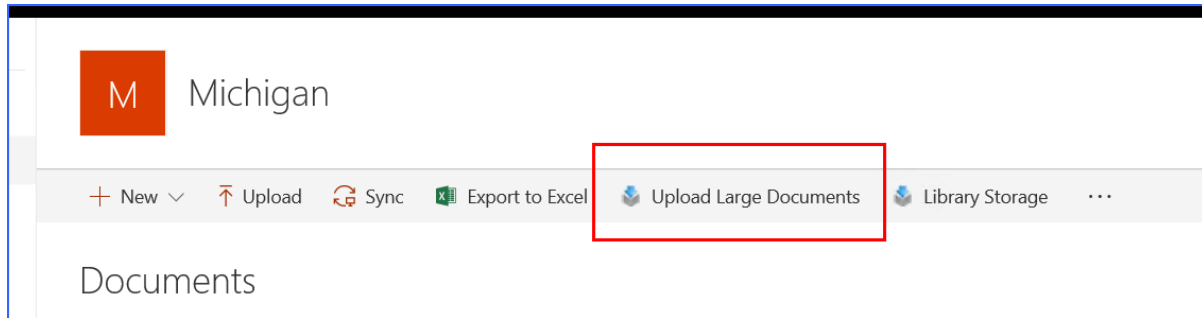 M Michigan
New Upload Sync Export to Excel Upload Large Documents Library Storage ...
Documents